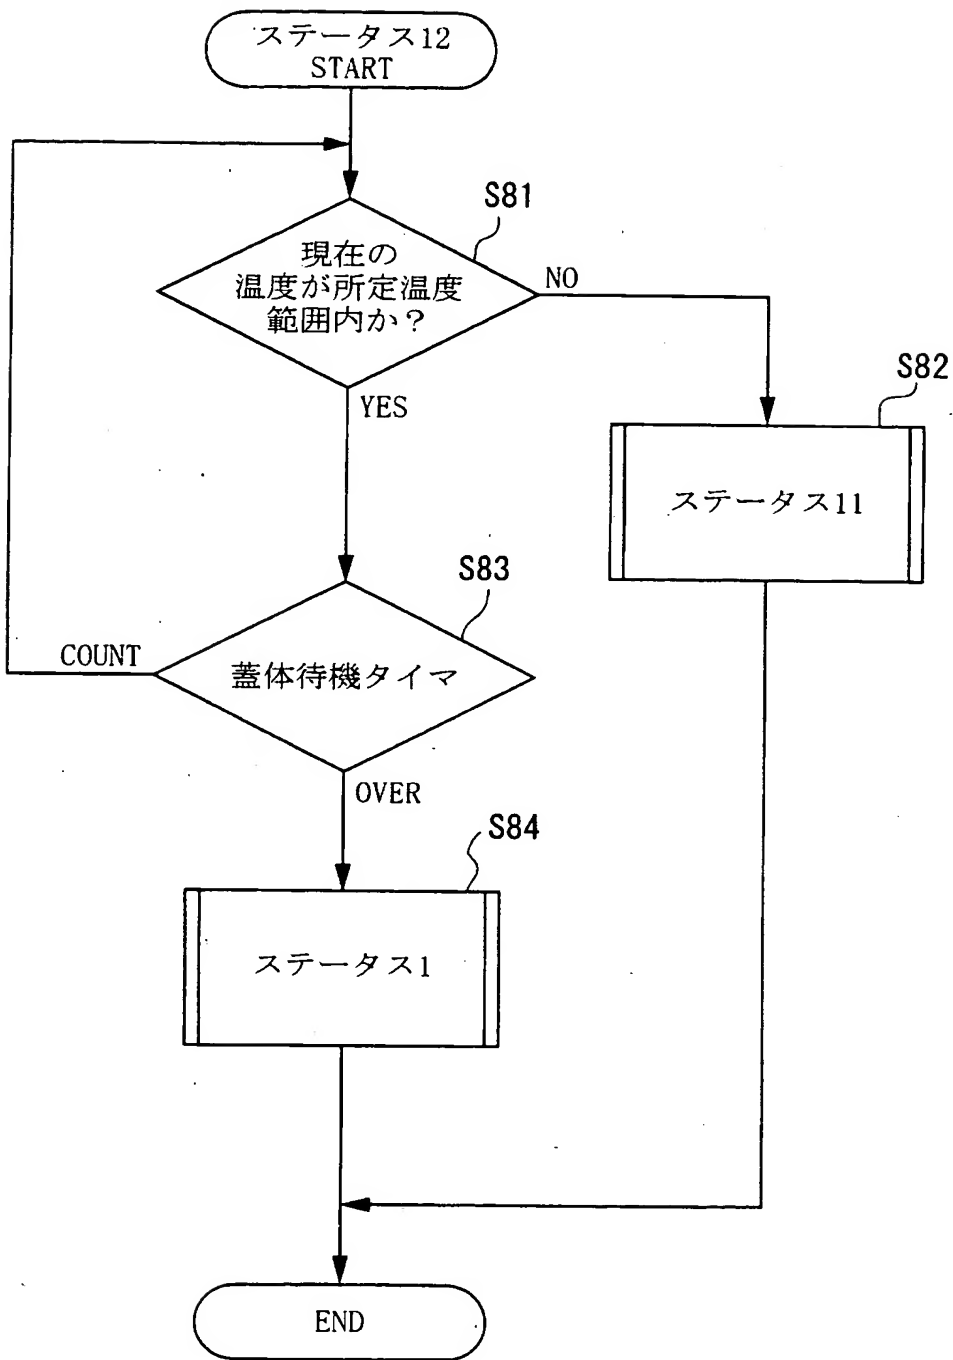 ステータス12
START
S81
現在の
温度が所定温度
範囲内か？
NO
YES
S82
ステータス11
S83
COUNT
蓋体待機タイマ
OVER
S84
ステータス1
END